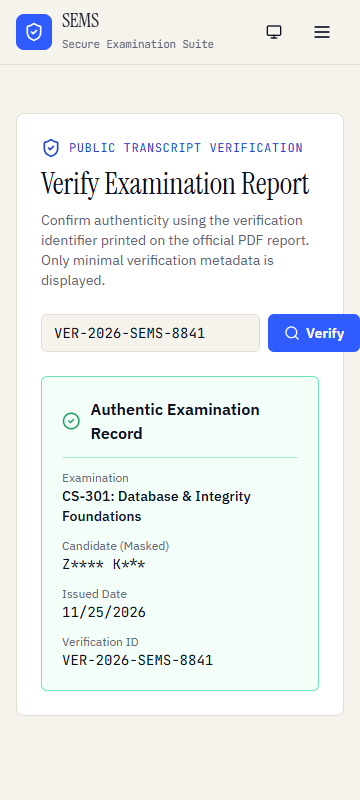 SEMS
Secure Examination Suite
PUBLIC TRANSCRIPT VERIFICATION
Verify Examination Report
Confirm authenticity using the verification
identifier printed on the official PDF report.
Only minimal verification metadata is
displayed.
VER-2026-SEMS-8841
Verify
Authentic Examination
Record
Examination
CS-301: Database & Integrity
Foundations
Candidate (Masked)
Z**** K***
Issued Date
11/25/2026
Verification ID
VER-2026-SEMS-8841